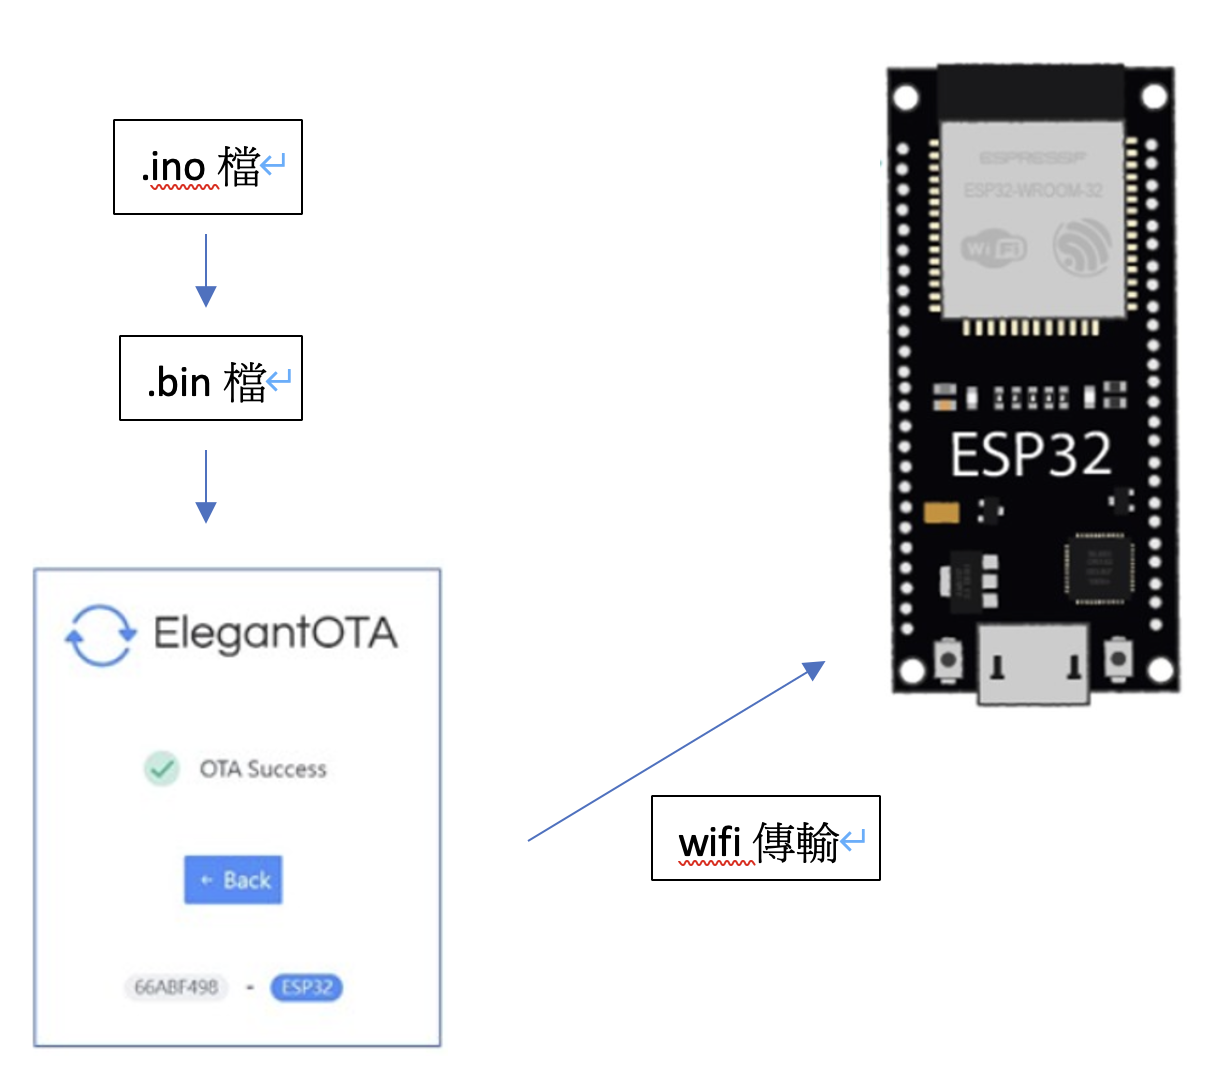 .ino 檔
.bin 檔
ElegantOTA
OTA Success
← Back
66ABF498 - ESP32
wifi 傳輸
ESPRESSIF
ESP32-WROOM-32
WiFi
ESP32